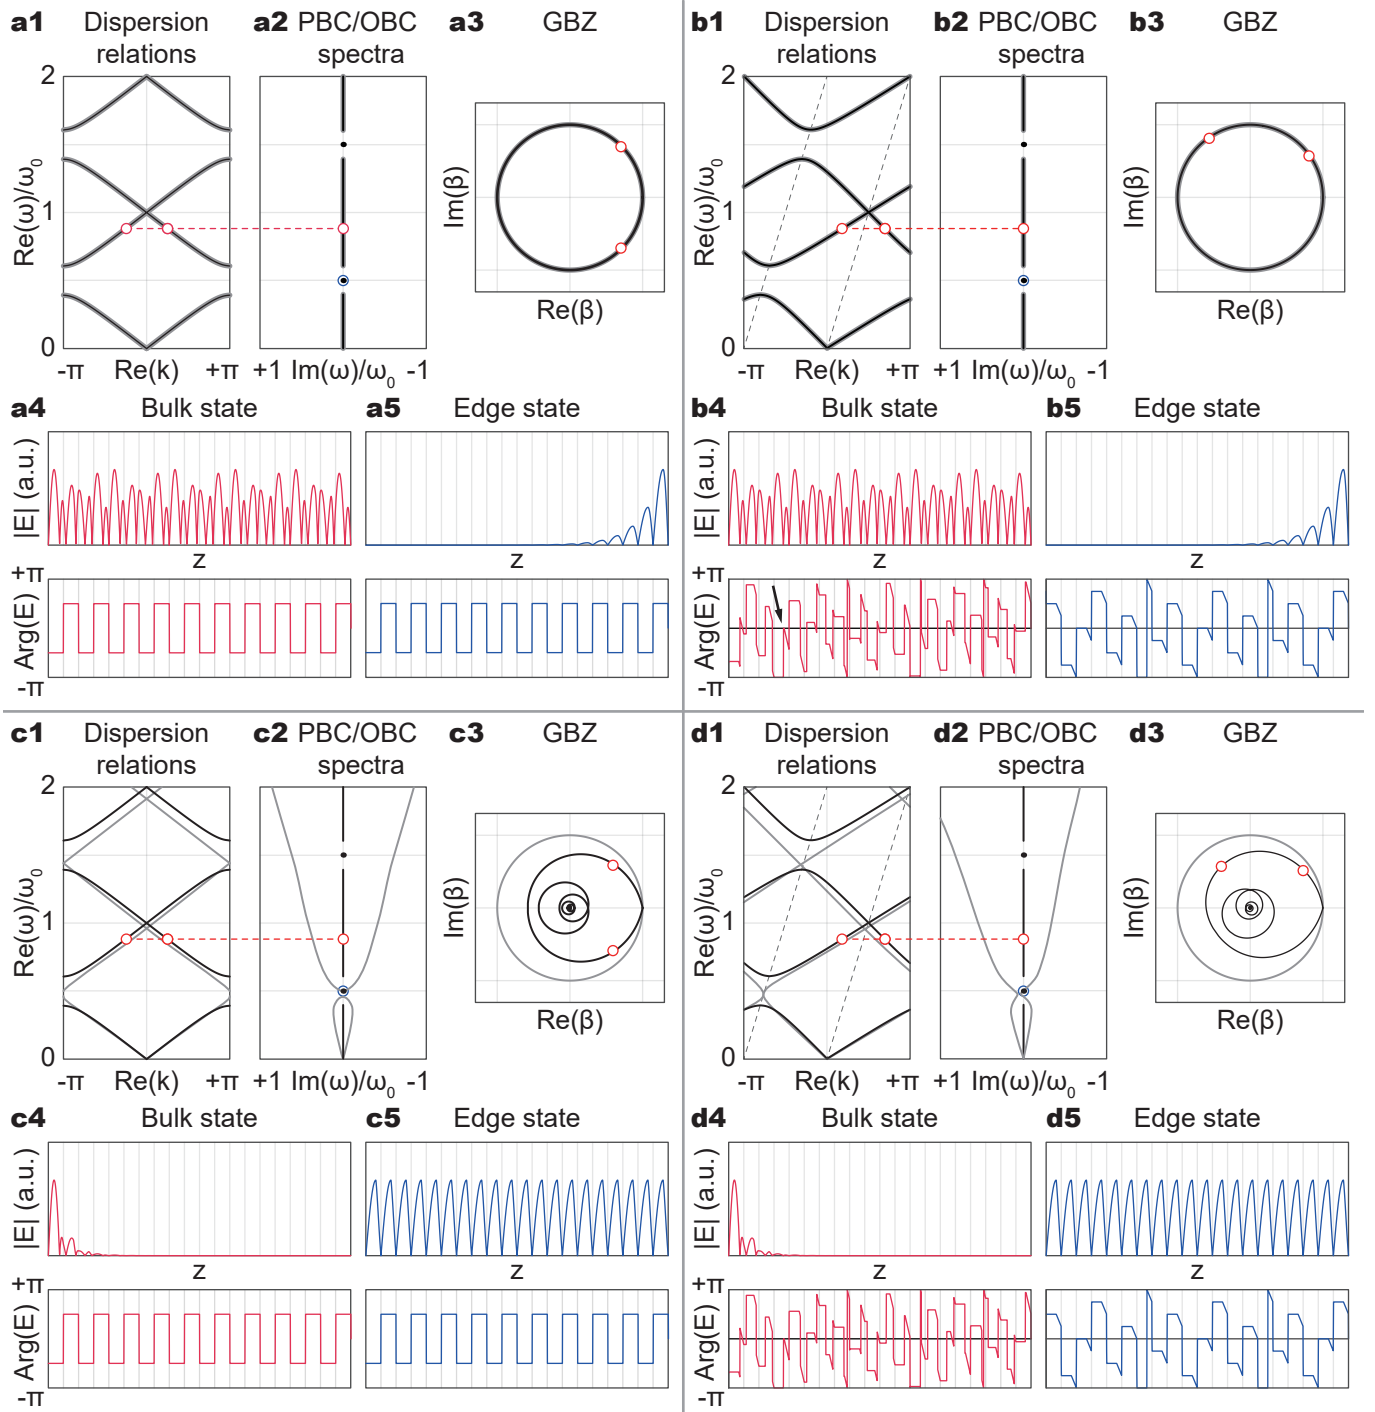 a1 Dispersion relations
a2 PBC/OBC spectra
a3 GBZ
2
1
0
Re(ω)/ω0
-π Re(k) +π
+1 Im(ω)/ω0 -1
Im(β)
Re(β)
a4 Bulk state
|E| (a.u.)
z
+π
Arg(E)
-π
a5 Edge state
z
b1 Dispersion relations
b2 PBC/OBC spectra
b3 GBZ
2
1
0
Re(ω)/ω0
-π Re(k) +π
+1 Im(ω)/ω0 -1
Im(β)
Re(β)
b4 Bulk state
|E| (a.u.)
z
+π
Arg(E)
-π
b5 Edge state
z
c1 Dispersion relations
c2 PBC/OBC spectra
c3 GBZ
2
1
0
Re(ω)/ω0
-π Re(k) +π
+1 Im(ω)/ω0 -1
Im(β)
Re(β)
c4 Bulk state
|E| (a.u.)
z
+π
Arg(E)
-π
c5 Edge state
z
d1 Dispersion relations
d2 PBC/OBC spectra
d3 GBZ
2
1
0
Re(ω)/ω0
-π Re(k) +π
+1 Im(ω)/ω0 -1
Im(β)
Re(β)
d4 Bulk state
|E| (a.u.)
z
+π
Arg(E)
-π
d5 Edge state
z